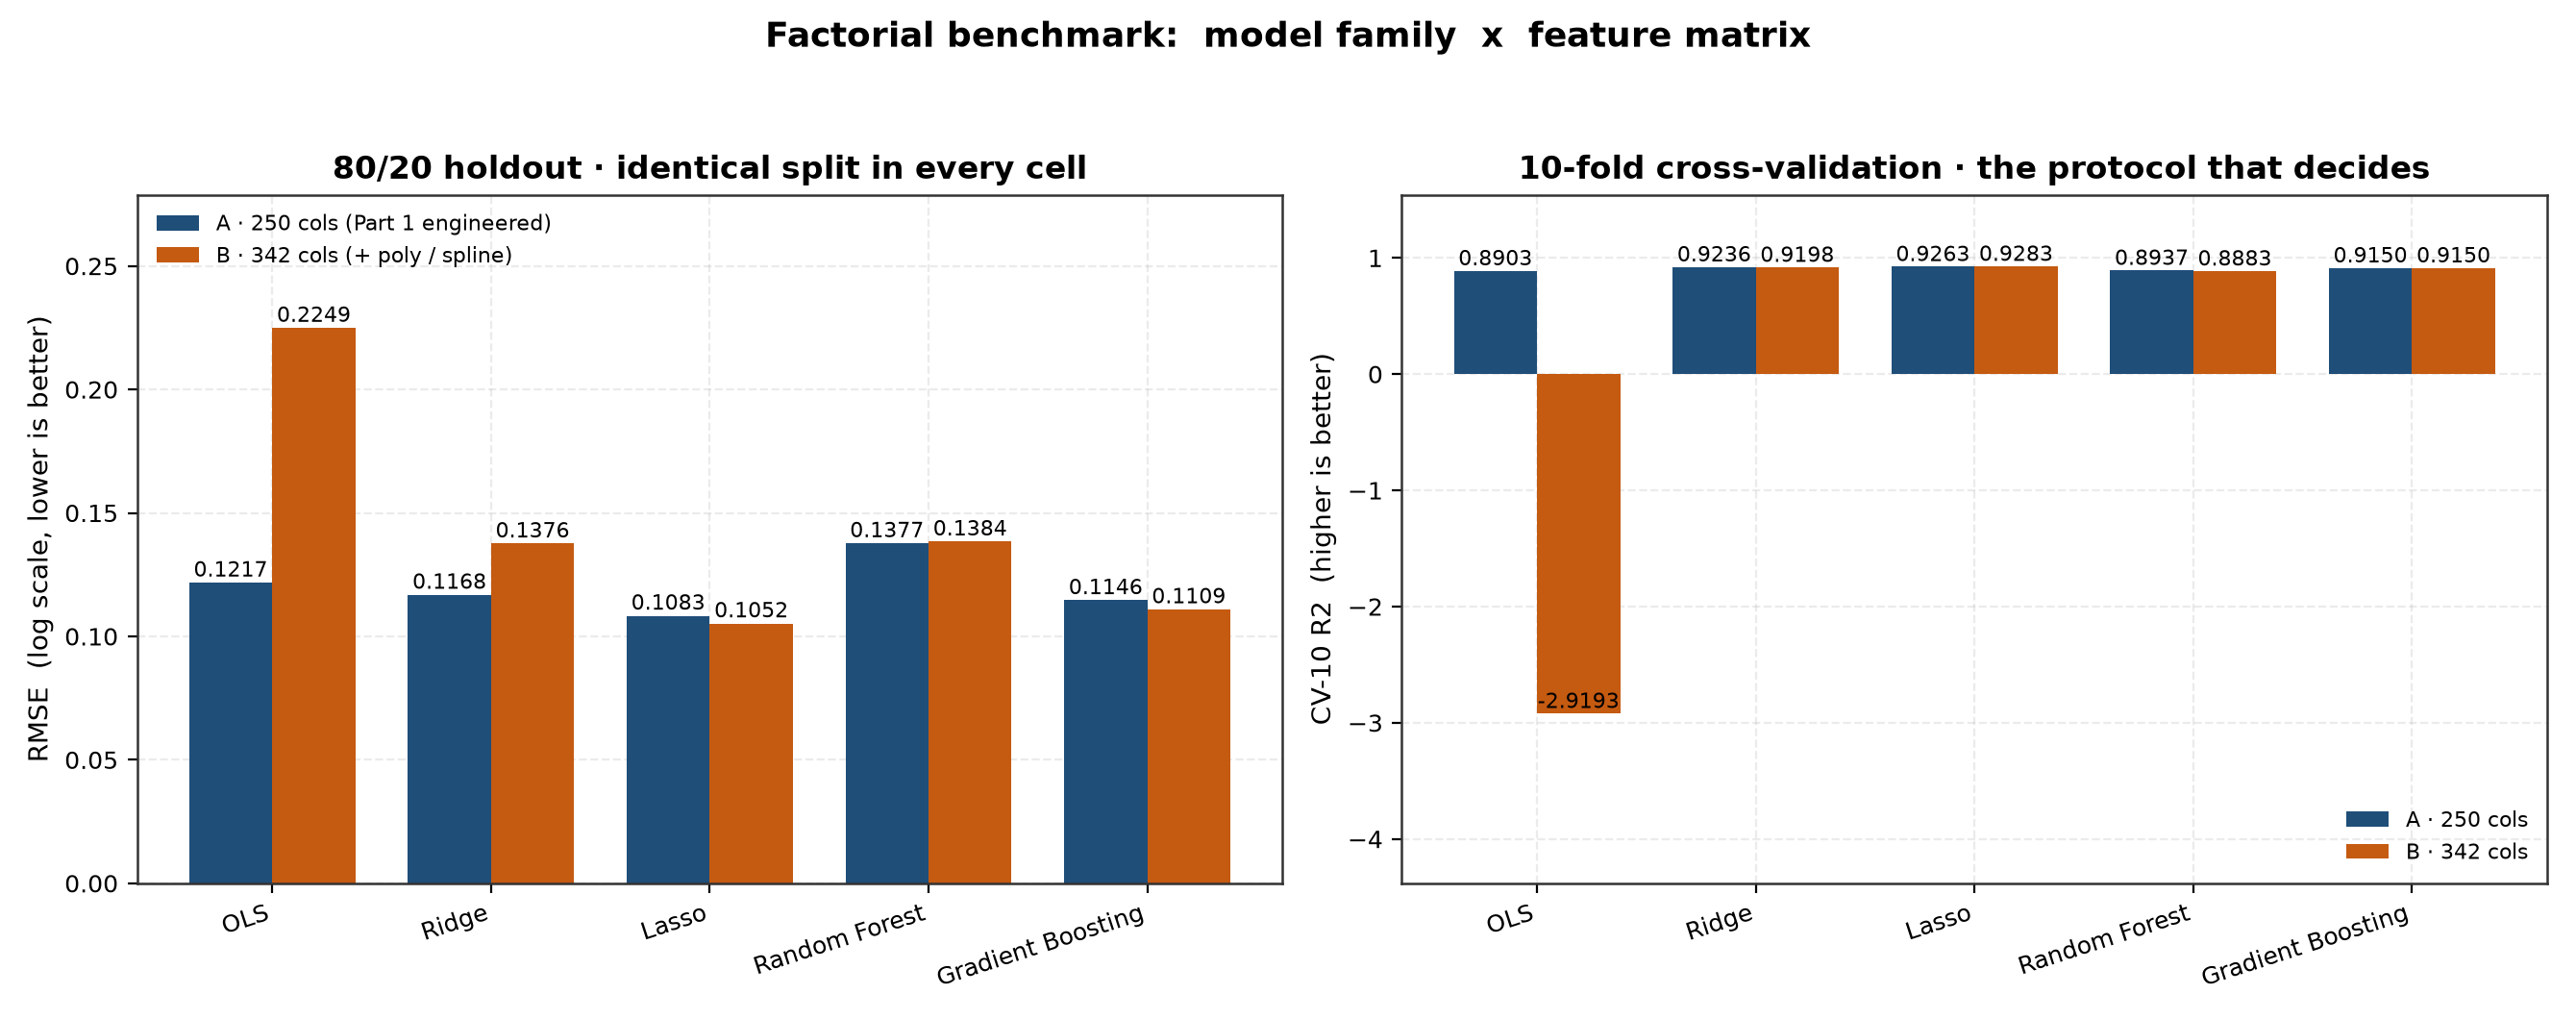 Factorial benchmark:  model family  x  feature matrix
80/20 holdout · identical split in every cell
RMSE  (log scale, lower is better)
A · 250 cols (Part 1 engineered)
B · 342 cols (+ poly / spline)
0.25
0.20
0.15
0.10
0.05
0.00
0.1217
0.2249
0.1168
0.1376
0.1083
0.1052
0.1377
0.1384
0.1146
0.1109
OLS
Ridge
Lasso
Random Forest
Gradient Boosting
10-fold cross-validation · the protocol that decides
CV-10 R2  (higher is better)
1
0
−1
−2
−3
−4
0.8903
-2.9193
0.9236
0.9198
0.9263
0.9283
0.8937
0.8883
0.9150
0.9150
A · 250 cols
B · 342 cols
OLS
Ridge
Lasso
Random Forest
Gradient Boosting